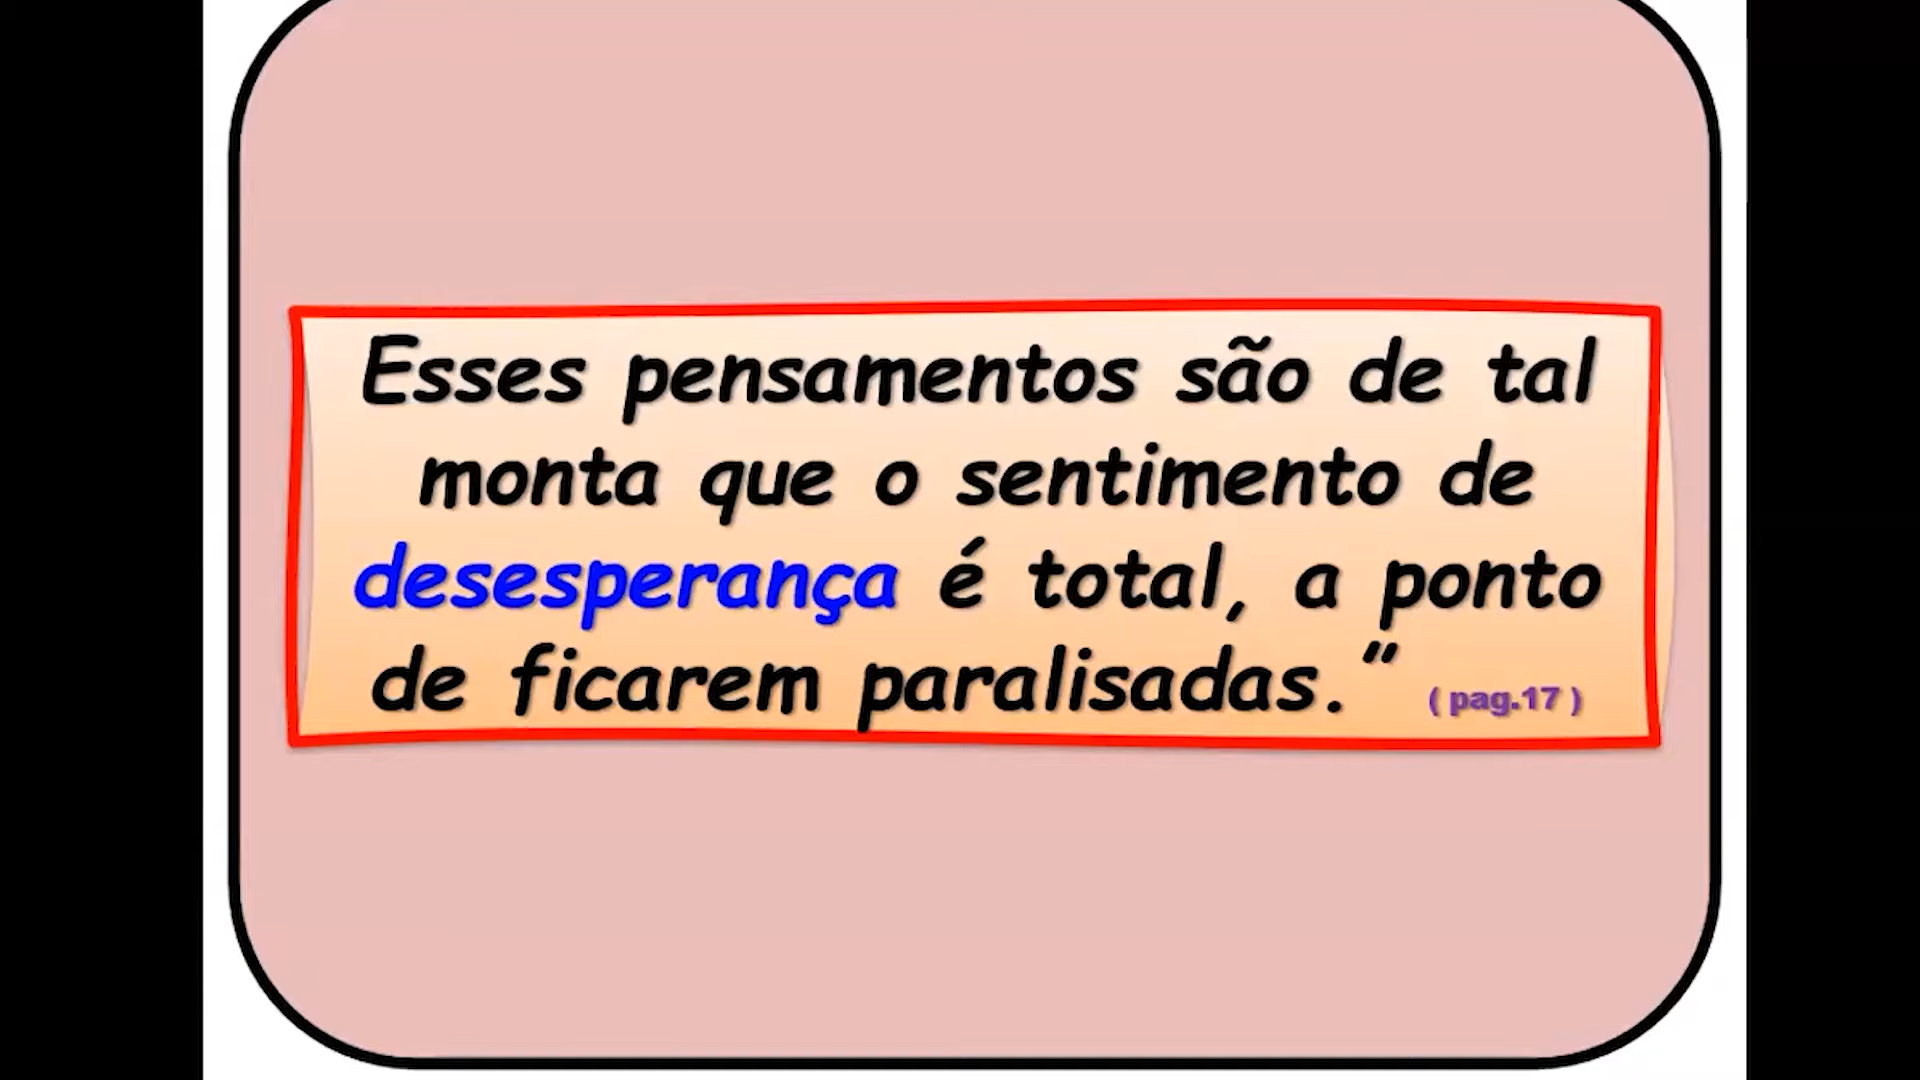 Esses pensamentos são de tal
monta que o sentimento de
desesperança é total, a ponto
de ficarem paralisadas.” ( pag.17 )